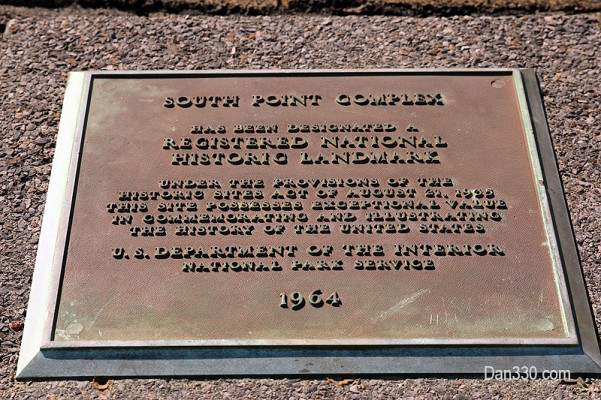 SOUTH POINT COMPLEX
HAS BEEN DESIGNATED A
REGISTERED NATIONAL
HISTORIC LANDMARK
UNDER THE PROVISIONS OF THE
HISTORIC SITES ACT OF AUGUST 21, 1935
THIS SITE POSSESSES EXCEPTIONAL VALUE
IN COMMEMORATING AND ILLUSTRATING
THE HISTORY OF THE UNITED STATES
U.S. DEPARTMENT OF THE INTERIOR
NATIONAL PARK SERVICE
1964
Dan330.com